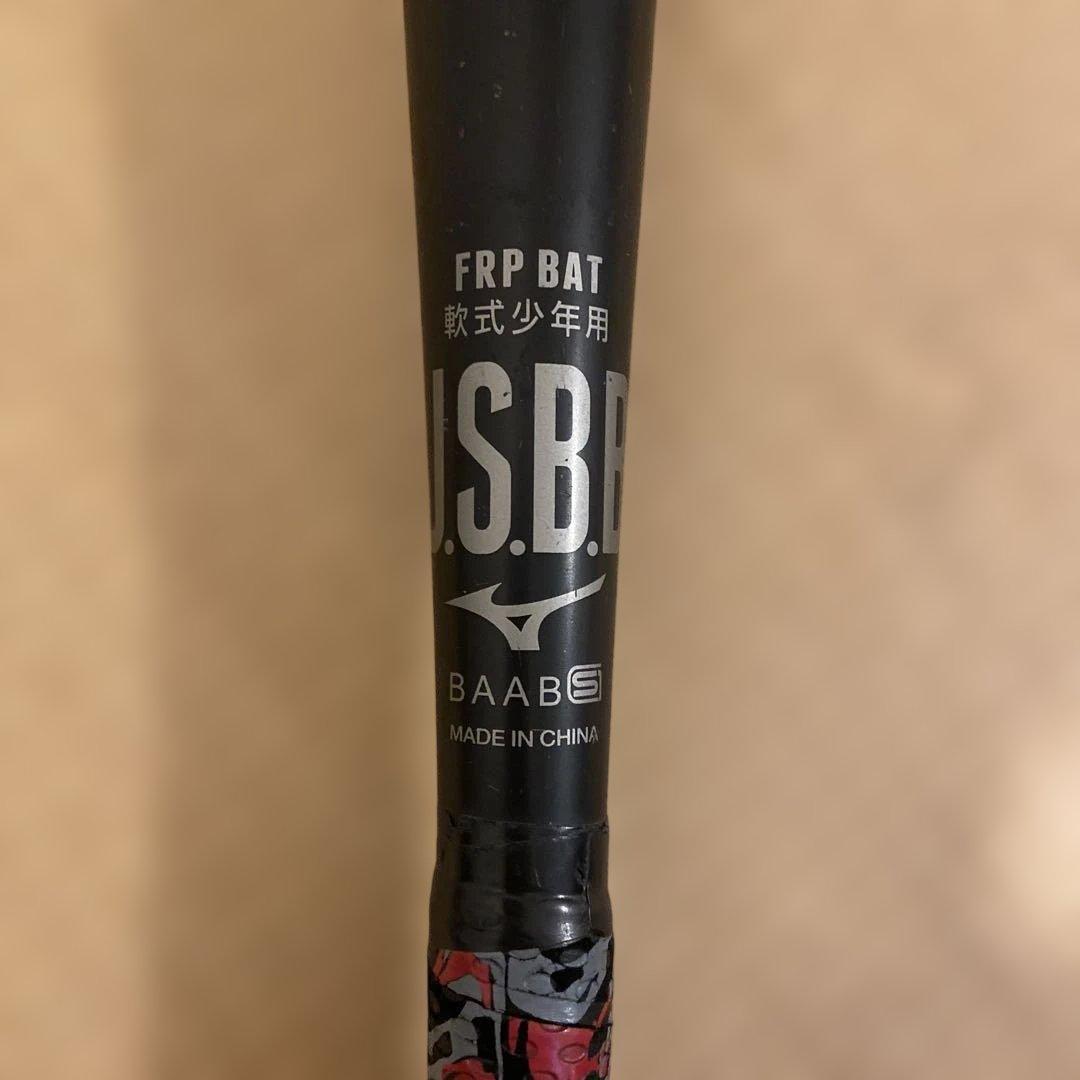 FRP BAT
軟式少年用
J.S.B.B
BAAB S
MADE IN CHINA